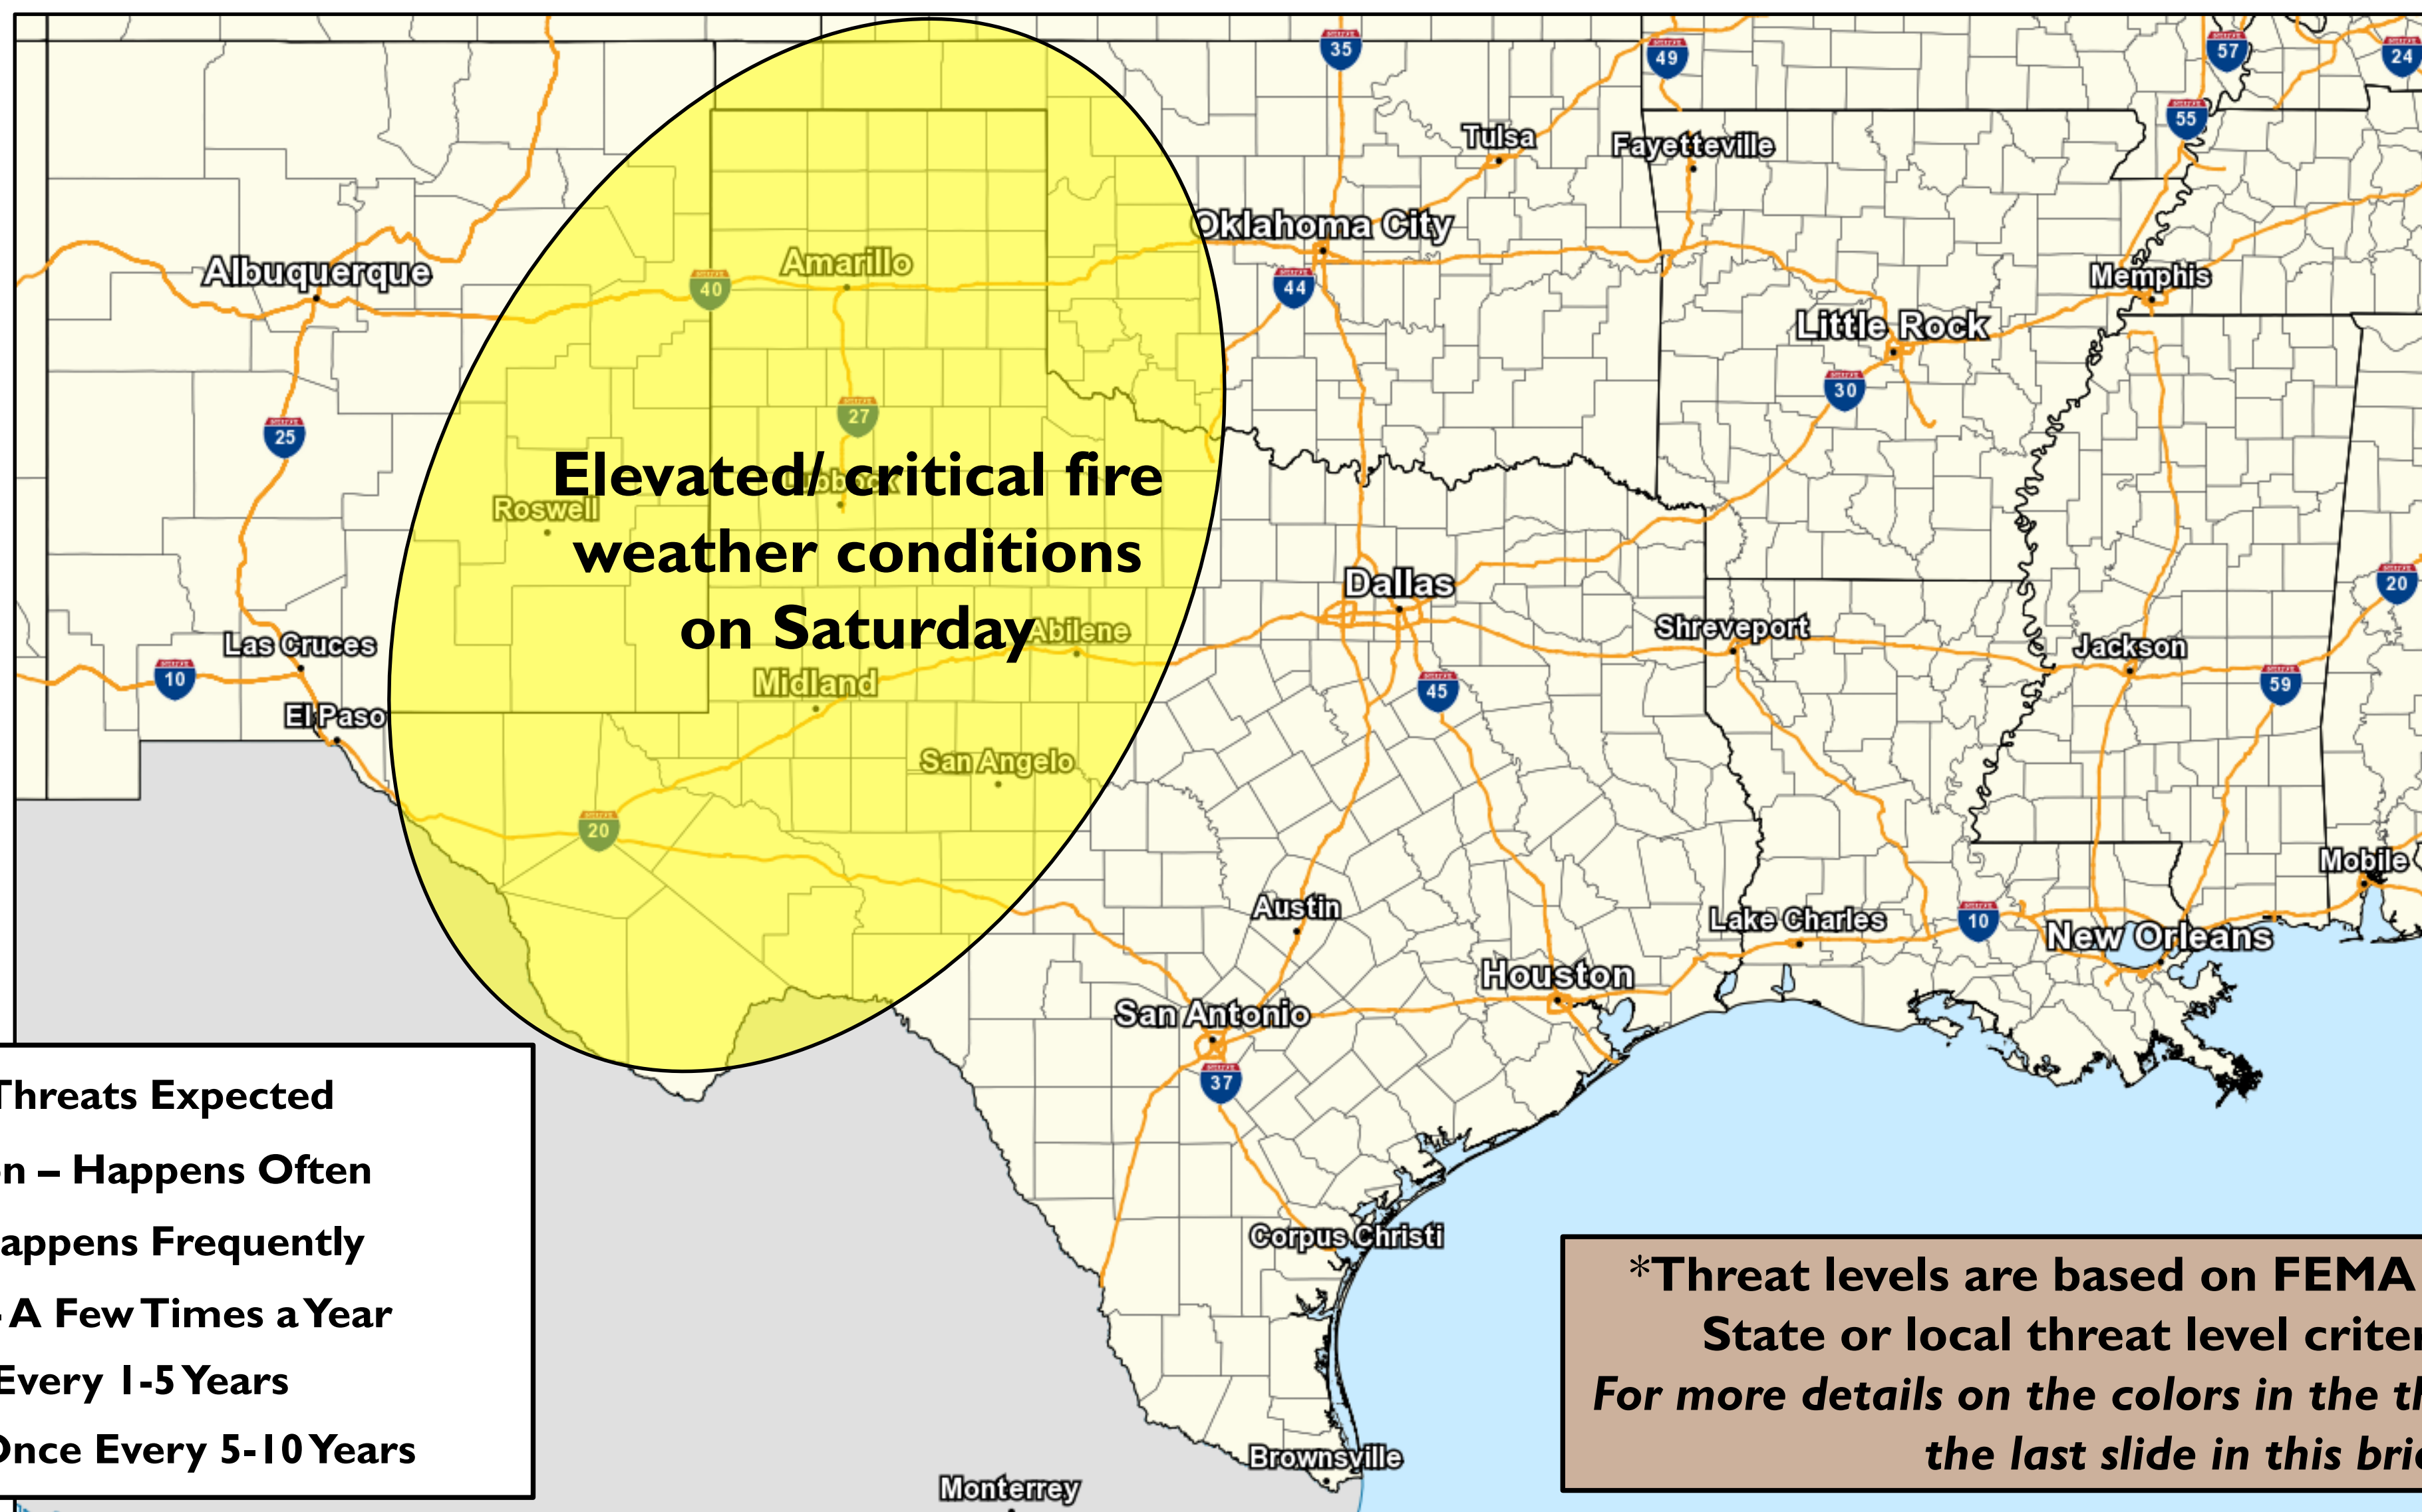 35
49
57
24
55
Tulsa
Fayetteville
Oklahoma City
Albuquerque
Amarillo
40
44
Memphis
Little Rock
30
25
27
Elevated/ critical fire
weather conditions
on Saturday
Lubbock
Roswell
Dallas
20
Abilene
Shreveport
Las Cruces
Jackson
10
Midland
45
59
El Paso
San Angelo
20
Mobile
Austin
Lake Charles
10
New Orleans
Houston
San Antonio
37
Threats Expected
n – Happens Often
appens Frequently
- A Few Times a Year
Every 1-5 Years
Once Every 5-10 Years
Corpus Christi
*Threat levels are based on FEMA
State or local threat level criter
For more details on the colors in the th
the last slide in this brie
Brownsville
Monterrey